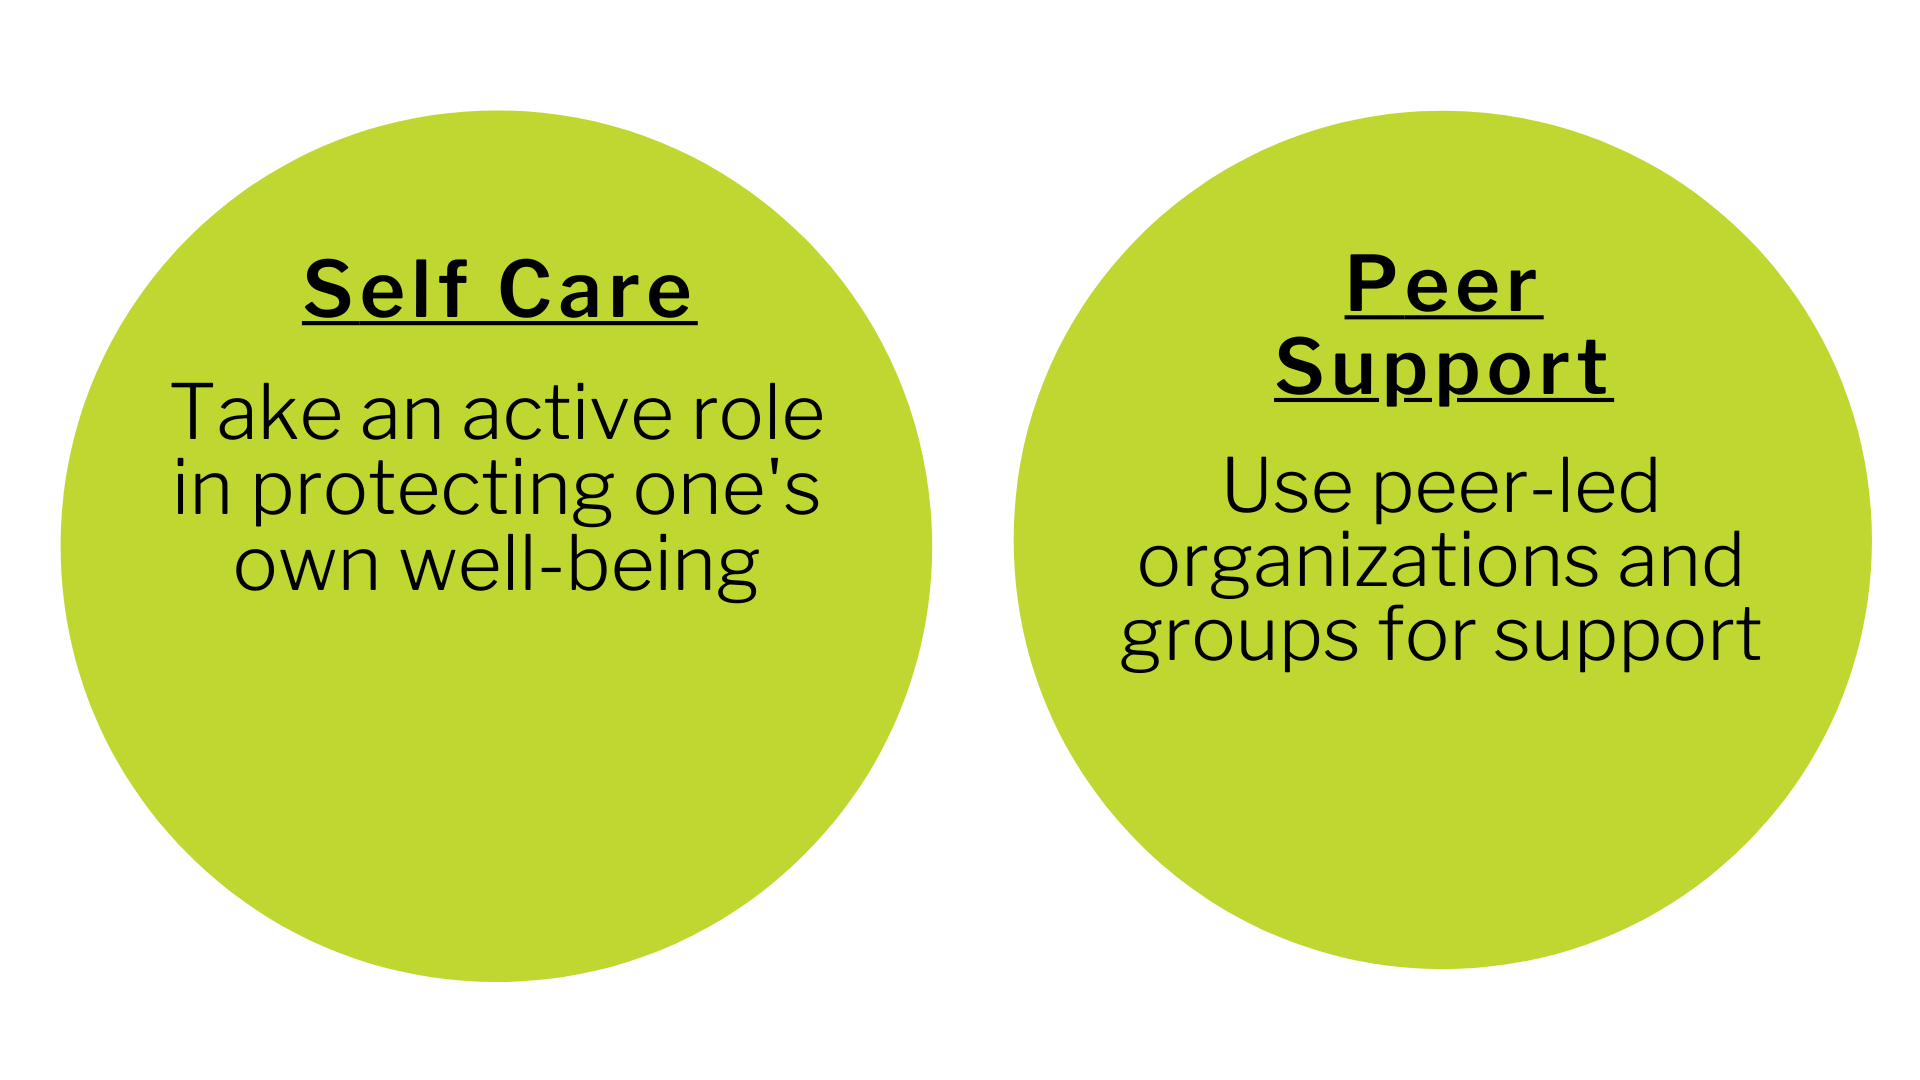 Self Care
Take an active role
in protecting one's
own well-being
Peer
Support
Use peer-led
organizations and
groups for support